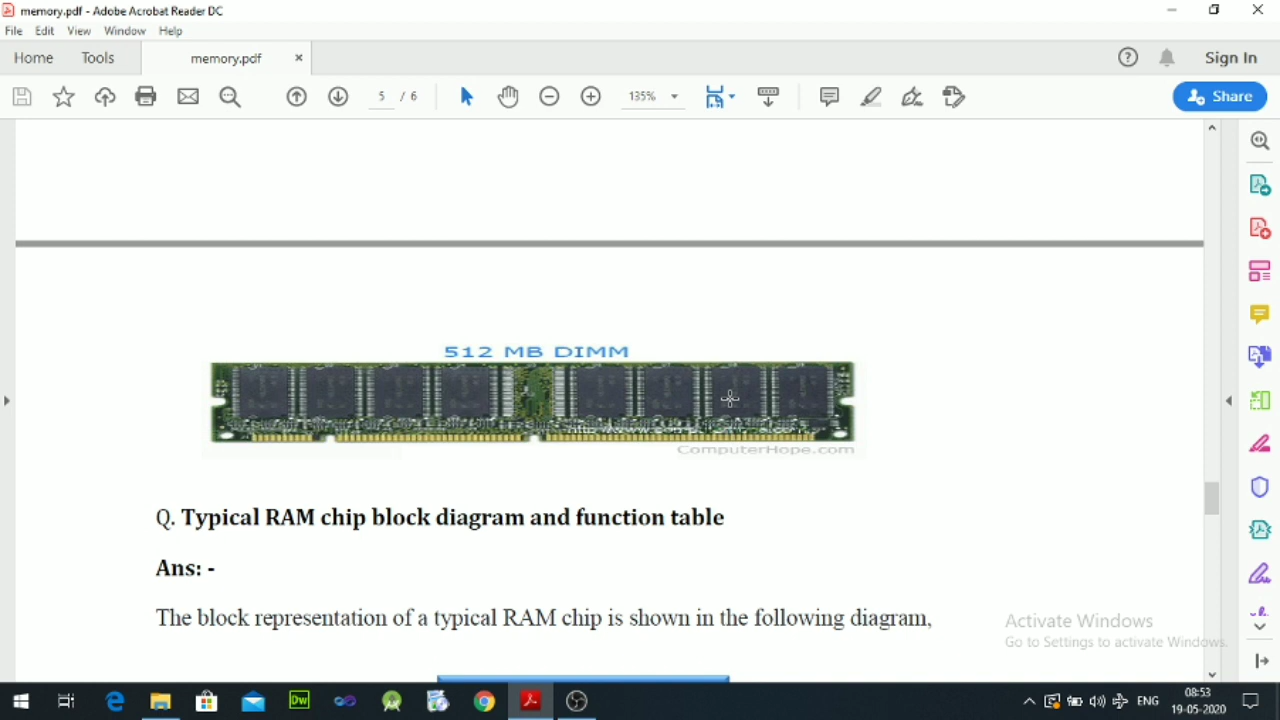 memory.pdf - Adobe Acrobat Reader DC
File Edit View Window Help
Home Tools memory.pdf × Sign In
5 / 6 135% Share
512 MB DIMM
ComputerHope.com
Q. Typical RAM chip block diagram and function table
Ans: -
The block representation of a typical RAM chip is shown in the following diagram,
Activate Windows
Go to Settings to activate Windows.
Dw ENG 08:53
19-05-2020